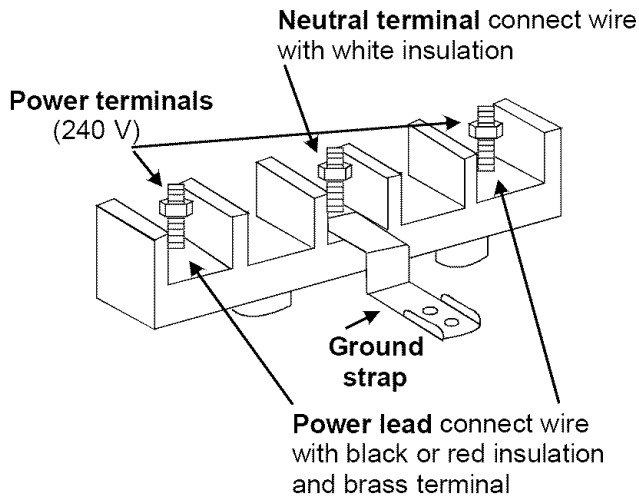 Neutral terminal connect wire
with white insulation
Power terminals
(240 V)
Ground
strap
Power lead connect wire
with black or red insulation
and brass terminal